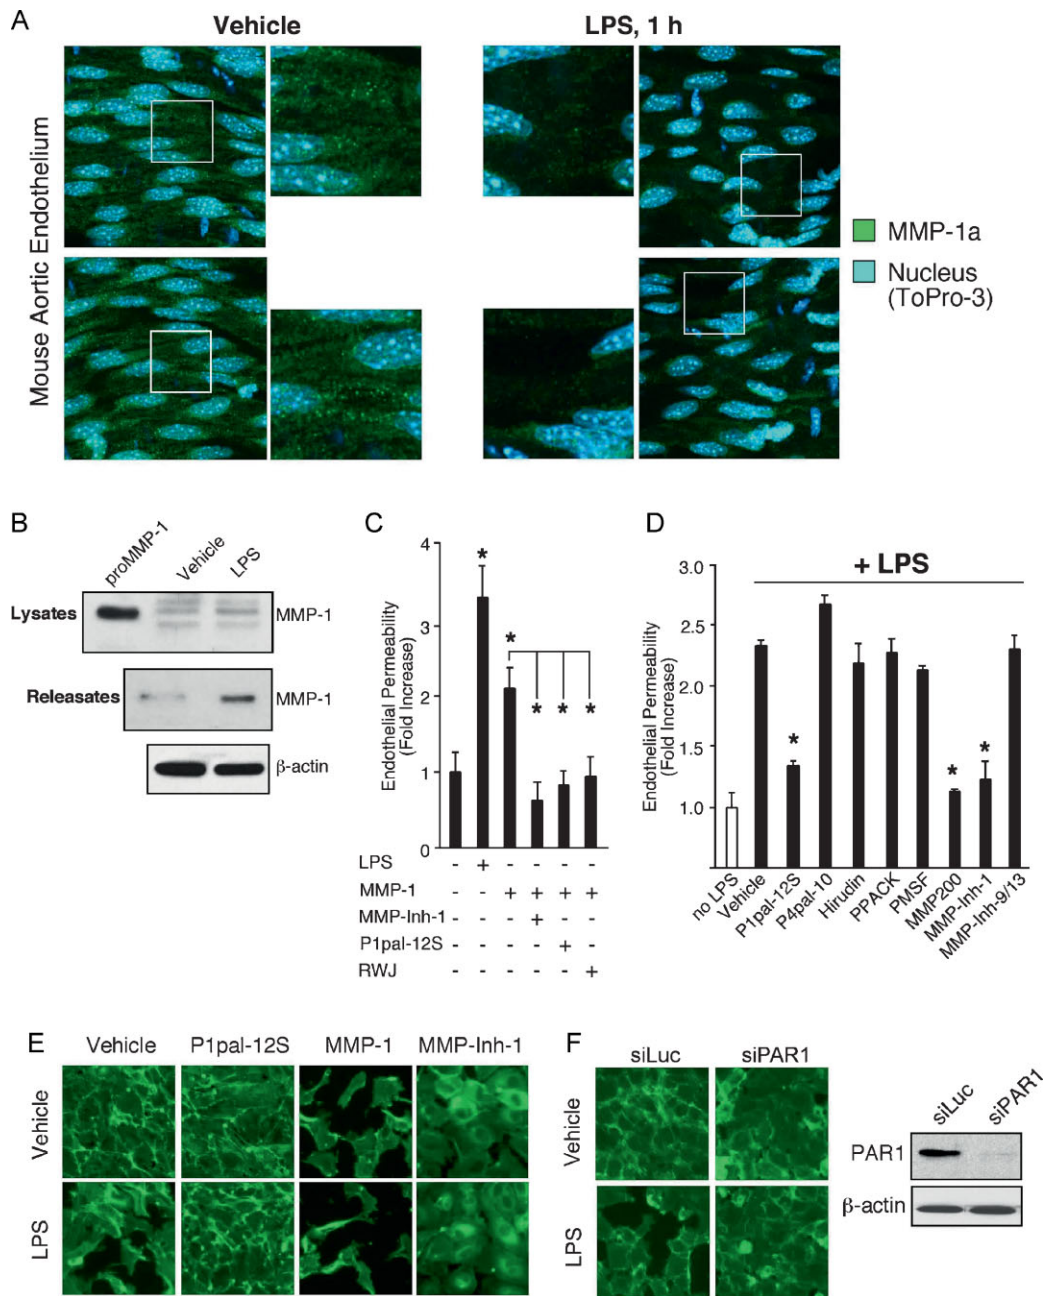 A
Vehicle
LPS, 1 h
Mouse Aortic Endothelium
MMP-1a
Nucleus
(ToPro-3)
B
proMMP-1
Vehicle
LPS
Lysates
MMP-1
Releasates
MMP-1
β-actin
C
Endothelial Permeability
(Fold Increase)
4
3
2
1
0
*
*
* * *
LPS - + - - - -
MMP-1 - - + + + +
MMP-Inh-1 - - - + - -
P1pal-12S - - - - + -
RWJ - - - - - +
D
+ LPS
Endothelial Permeability
(Fold Increase)
3.0
2.5
2.0
1.5
1.0
*
*
*
no LPS
Vehicle
P1pal-12S
P4pal-10
Hirudin
PPACK
PMSF
MMP200
MMP-Inh-1
MMP-Inh-9/13
E
Vehicle P1pal-12S MMP-1 MMP-Inh-1
Vehicle
LPS
F
siLuc siPAR1
Vehicle
LPS
siLuc
siPAR1
PAR1
β-actin